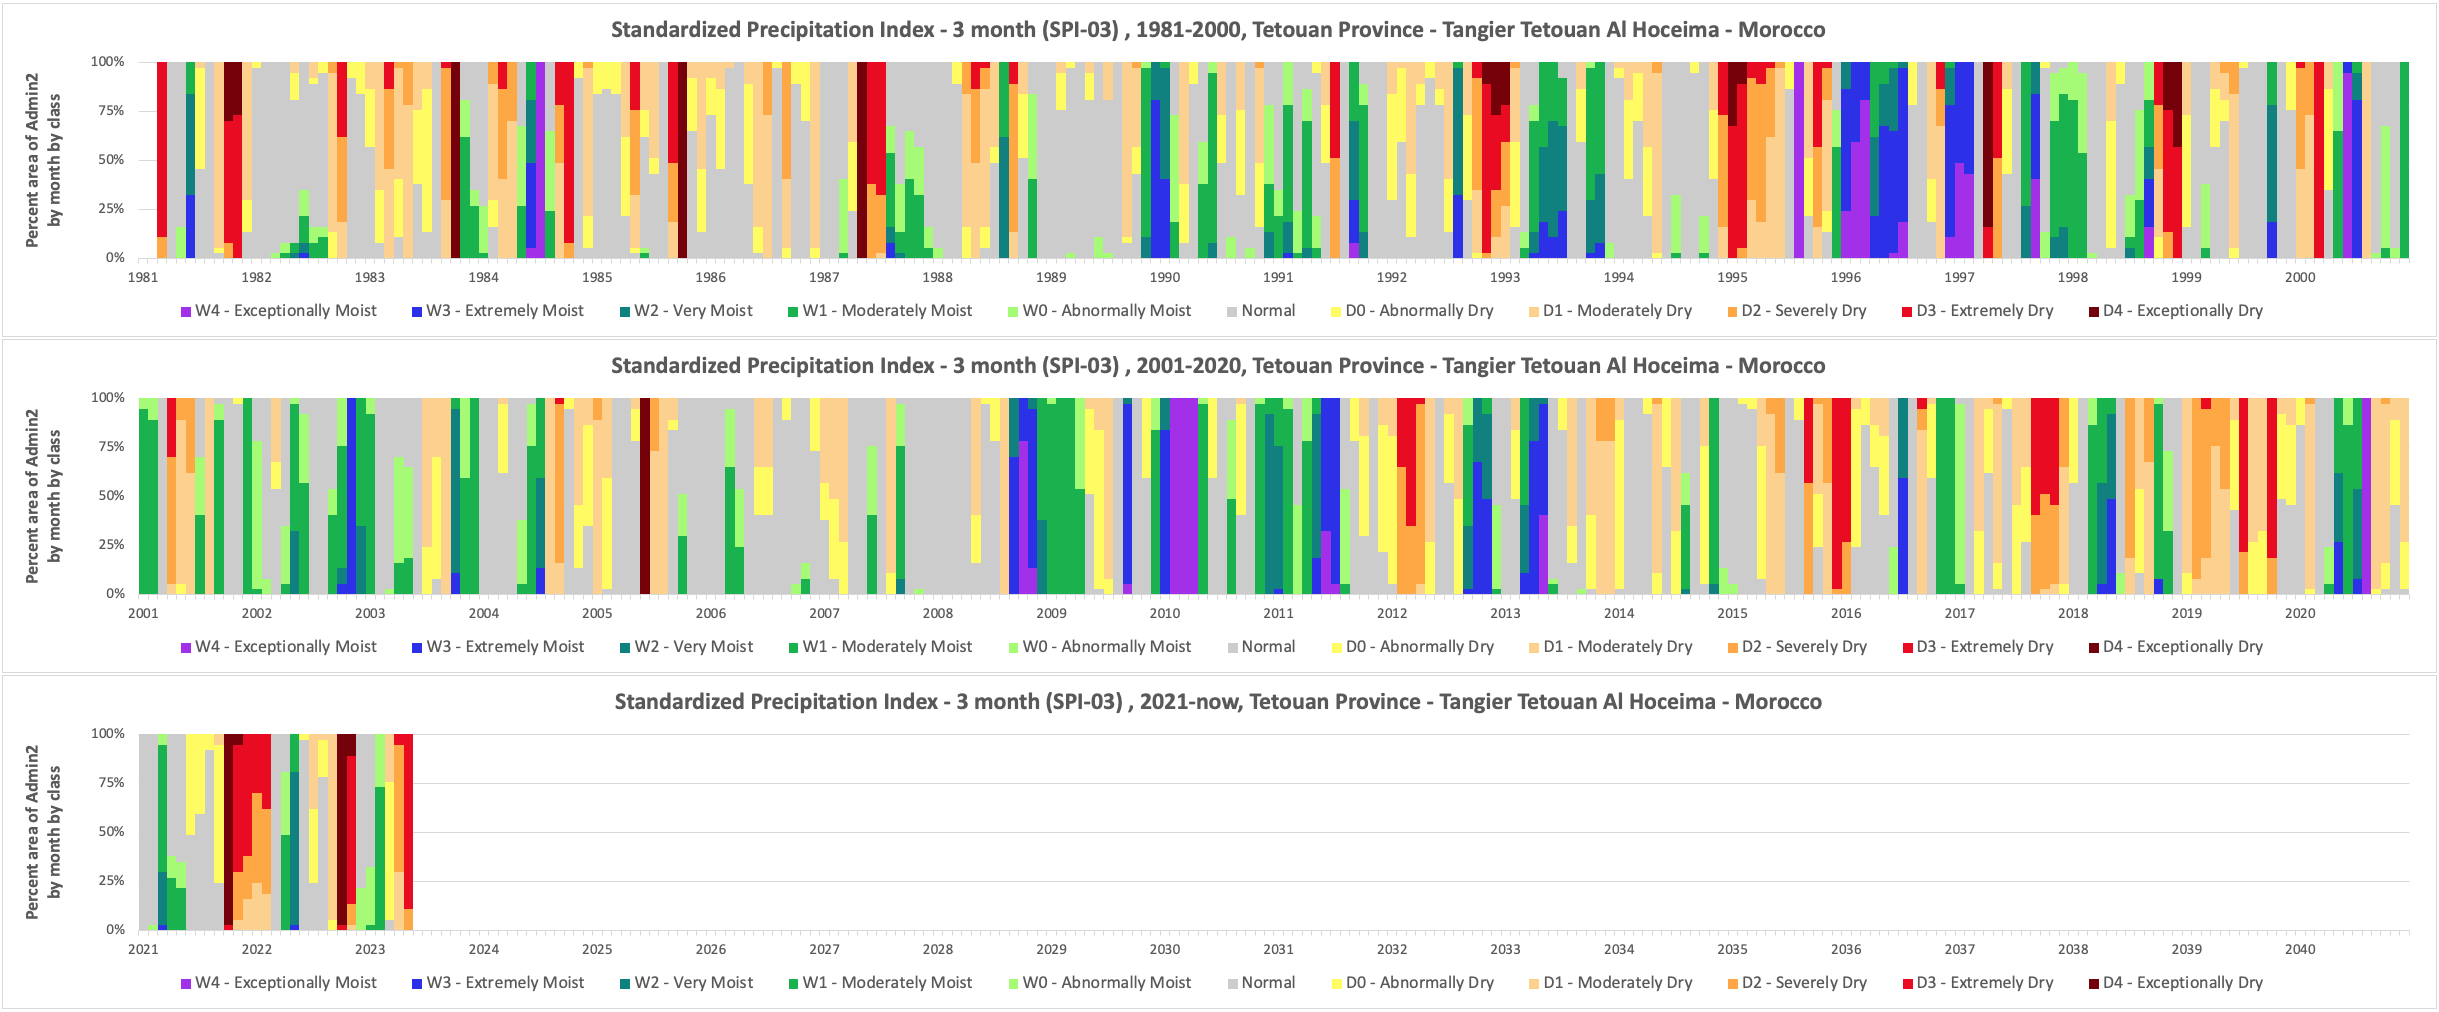 Standardized Precipitation Index - 3 month (SPI-03) , 1981-2000, Tetouan Province - Tangier Tetouan Al Hoceima - Morocco
Percent area of Admin2
by month by class
100%
75%
50%
25%
0%
1981 1982 1983 1984 1985 1986 1987 1988 1989 1990 1991 1992 1993 1994 1995 1996 1997 1998 1999 2000
W4 - Exceptionally Moist W3 - Extremely Moist W2 - Very Moist W1 - Moderately Moist W0 - Abnormally Moist Normal D0 - Abnormally Dry D1 - Moderately Dry D2 - Severely Dry D3 - Extremely Dry D4 - Exceptionally Dry
Standardized Precipitation Index - 3 month (SPI-03) , 2001-2020, Tetouan Province - Tangier Tetouan Al Hoceima - Morocco
Percent area of Admin2
by month by class
100%
75%
50%
25%
0%
2001 2002 2003 2004 2005 2006 2007 2008 2009 2010 2011 2012 2013 2014 2015 2016 2017 2018 2019 2020
W4 - Exceptionally Moist W3 - Extremely Moist W2 - Very Moist W1 - Moderately Moist W0 - Abnormally Moist Normal D0 - Abnormally Dry D1 - Moderately Dry D2 - Severely Dry D3 - Extremely Dry D4 - Exceptionally Dry
Standardized Precipitation Index - 3 month (SPI-03) , 2021-now, Tetouan Province - Tangier Tetouan Al Hoceima - Morocco
Percent area of Admin2
by month by class
100%
75%
50%
25%
0%
2021 2022 2023 2024 2025 2026 2027 2028 2029 2030 2031 2032 2033 2034 2035 2036 2037 2038 2039 2040
W4 - Exceptionally Moist W3 - Extremely Moist W2 - Very Moist W1 - Moderately Moist W0 - Abnormally Moist Normal D0 - Abnormally Dry D1 - Moderately Dry D2 - Severely Dry D3 - Extremely Dry D4 - Exceptionally Dry